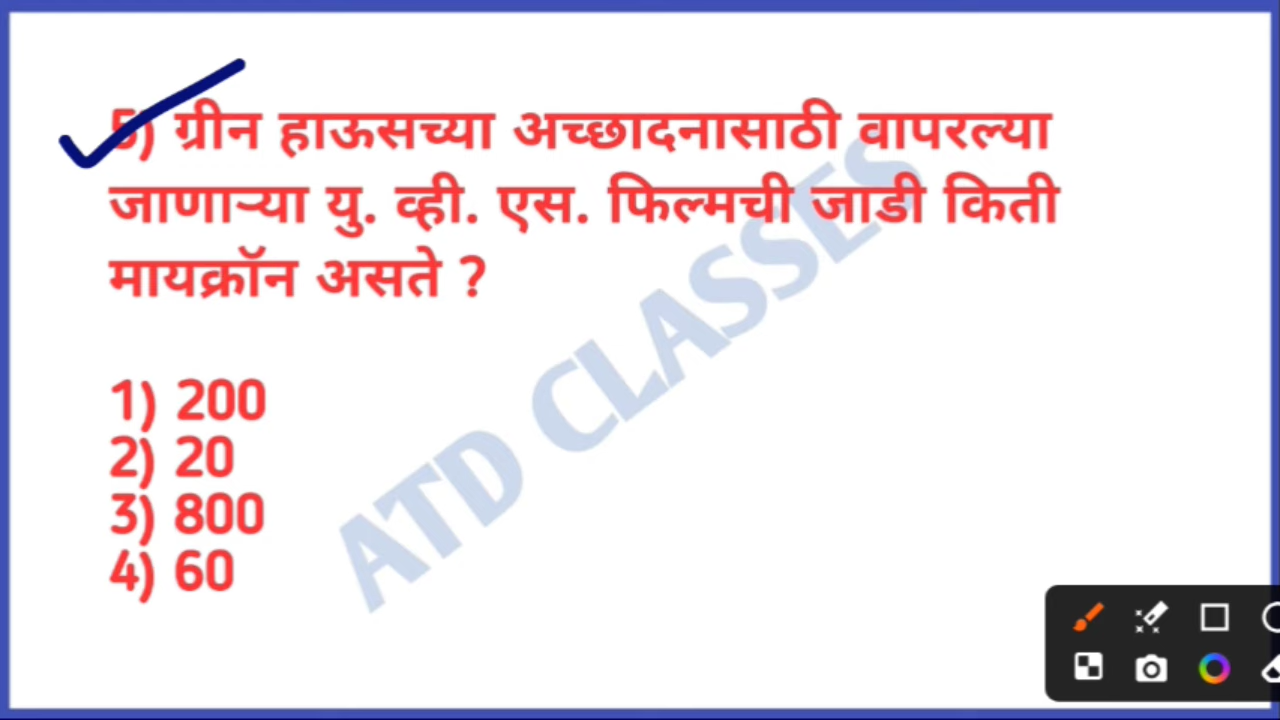 5) ग्रीन हाऊसच्या अच्छादनासाठी वापरल्या
जाणाऱ्या यु. व्ही. एस. फिल्मची जाडी किती
मायक्रॉन असते ?
1) 200
2) 20
3) 800
4) 60
ATD CLASSES